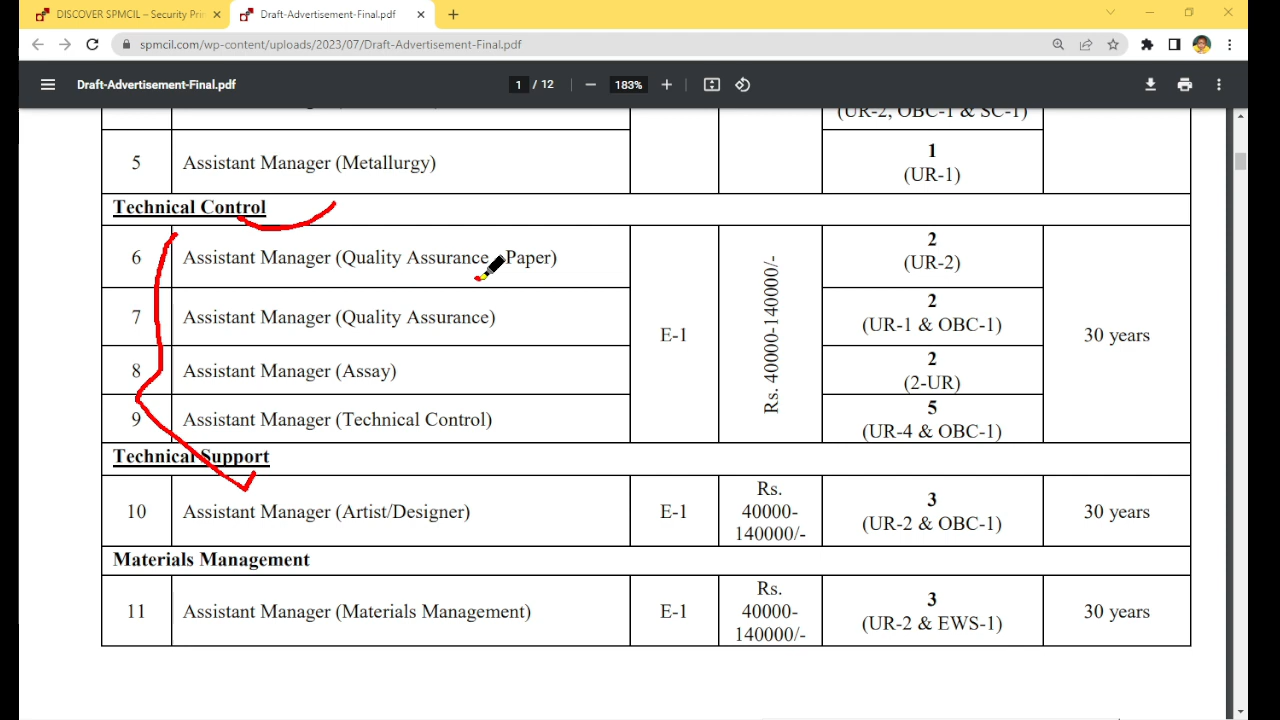 DISCOVER SPMCIL – Security Prin
Draft-Advertisement-Final.pdf
spmcil.com/wp-content/uploads/2023/07/Draft-Advertisement-Final.pdf
Draft-Advertisement-Final.pdf
1 / 12
183%
(UR-2, OBC-1 & SC-1)
5 Assistant Manager (Metallurgy) 1
(UR-1)
Technical Control
6 Assistant Manager (Quality Assurance Paper) 2
(UR-2)
7 Assistant Manager (Quality Assurance) 2
(UR-1 & OBC-1)
E-1 Rs. 40000-140000/- 30 years
8 Assistant Manager (Assay) 2
(2-UR)
9 Assistant Manager (Technical Control) 5
(UR-4 & OBC-1)
Technical Support
10 Assistant Manager (Artist/Designer) E-1 Rs.
40000-
140000/-
3
(UR-2 & OBC-1)
30 years
Materials Management
11 Assistant Manager (Materials Management) E-1 Rs.
40000-
140000/-
3
(UR-2 & EWS-1)
30 years